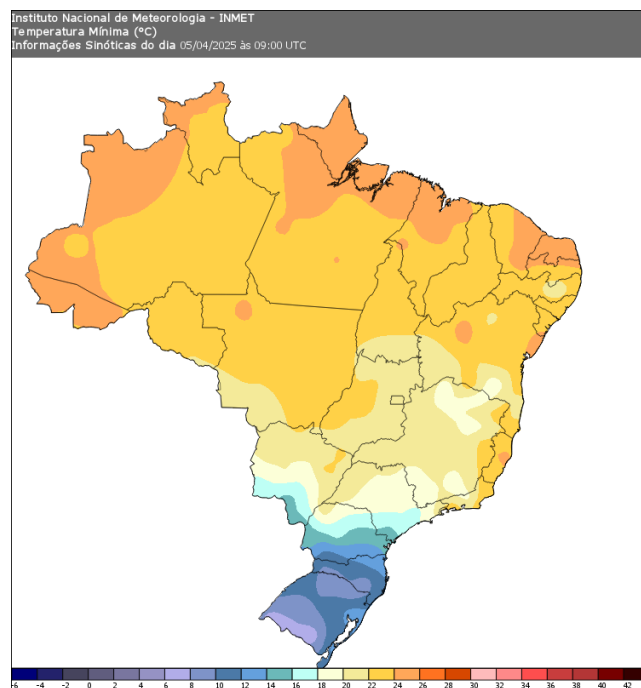 Instituto Nacional de Meteorologia - INMET
Temperatura Mínima (°C)
Informações Sinóticas do dia 05/04/2025 às 09:00 UTC
-6 -4 -2 0 2 4 6 8 10 12 14 16 18 20 22 24 26 28 30 32 34 36 38 40 42